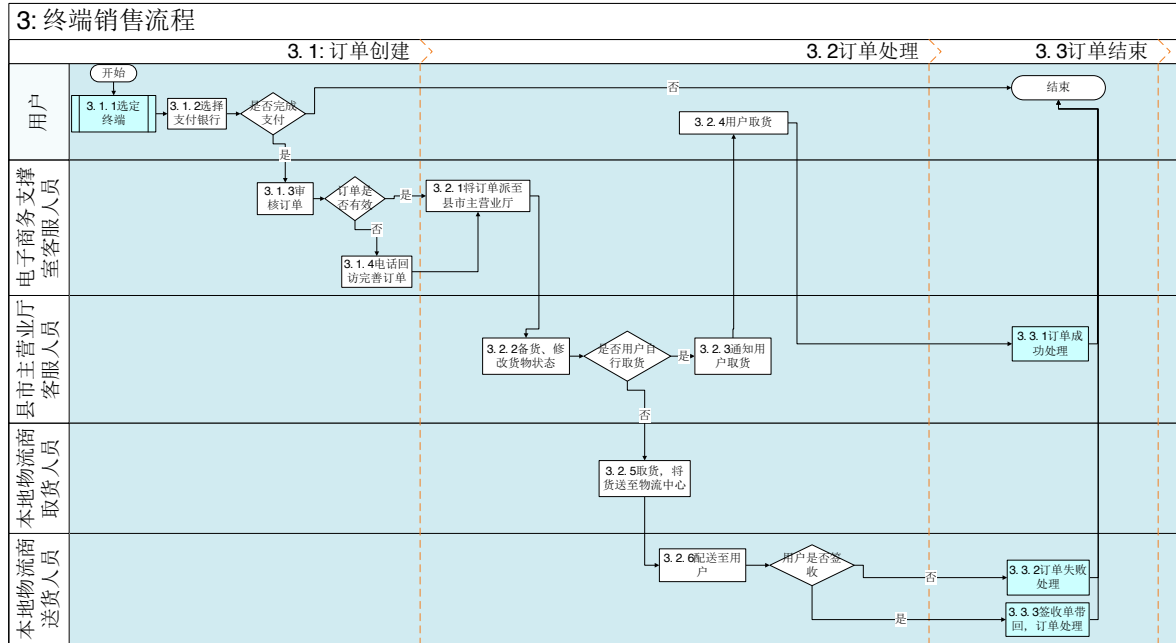 3: 终端销售流程
3. 1: 订单创建
3. 2订单处理
3. 3订单结束
用户
开始
3. 1. 1选定
终端
3. 1. 2选择
支付银行
是否完成
支付
否
结束
3. 2. 4用户取货
是
电子商务支撑
室客服人员
3. 1. 3审
核订单
订单是
否有效
是
3. 2. 1将订单派至
县市主营业厅
否
3. 1. 4电话回
访完善订单
县市主营业厅
客服人员
3. 2. 2备货、修
改货物状态
是否用户自
行取货
是
3. 2. 3通知用
户取货
3. 3. 1订单成
功处理
否
本地物流商
取货人员
3. 2. 5取货, 将
货送至物流中心
本地物流商
送货人员
3. 2. 6配送至用
户
用户是否签
收
否
3. 3. 2订单失败
处理
是
3. 3. 3签收单带
回, 订单处理